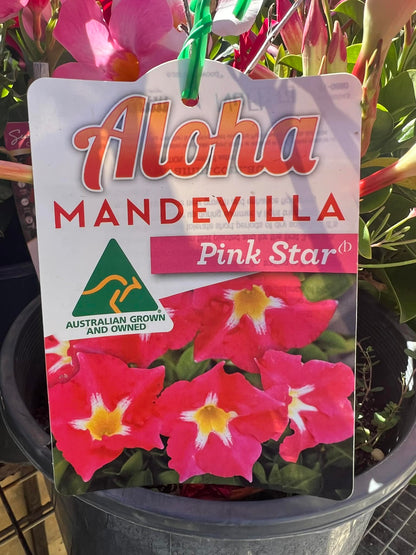 Aloha
MANDEVILLA
Pink Star
AUSTRALIAN GROWN
AND OWNED